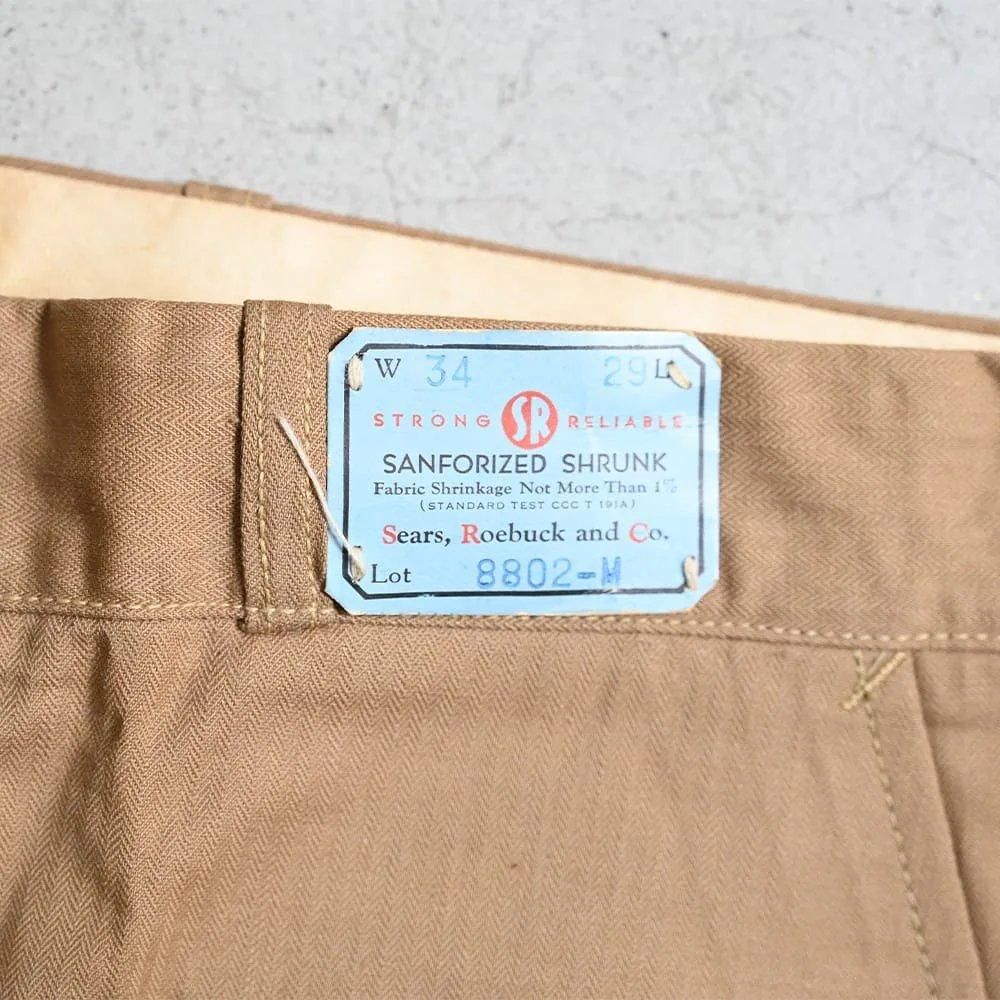 W 34 29 L
STRONG SR RELIABLE
SANFORIZED SHRUNK
Fabric Shrinkage Not More Than 1%
(STANDARD TEST CCC T 191A)
Sears, Roebuck and Co.
Lot 8802-M